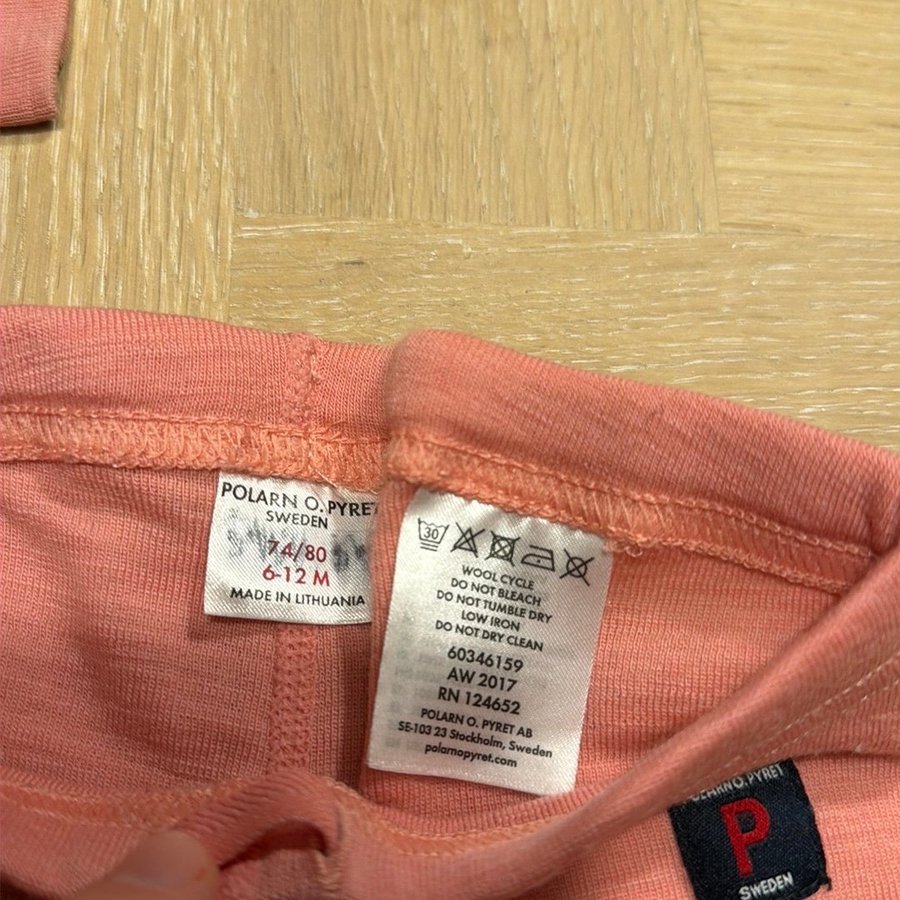 POLARN O. PYRET
SWEDEN
74/80
6-12 M
MADE IN LITHUANIA
30
WOOL CYCLE
DO NOT BLEACH
DO NOT TUMBLE DRY
LOW IRON
DO NOT DRY CLEAN
60346159
AW 2017
RN 124652
POLARN O. PYRET AB
SE-103 23 Stockholm, Sweden
polarnopyret.com
O. PYRET
P
SWEDEN